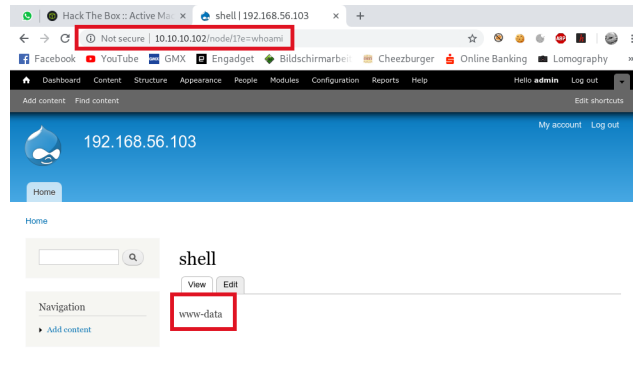 Hack The Box :: Active Ma
shell | 192.168.56.103
Not secure | 10.10.10.102/node/1?e=whoami
ABP
Facebook YouTube GMX Engadget Bildschirmarbeit Cheezburger Online Banking Lomography »
Dashboard Content Structure Appearance People Modules Configuration Reports Help Hello admin Log out
Add content Find content Edit shortcuts
My account Log out
192.168.56.103
Home
Home
shell
View Edit
Navigation
Add content
www-data